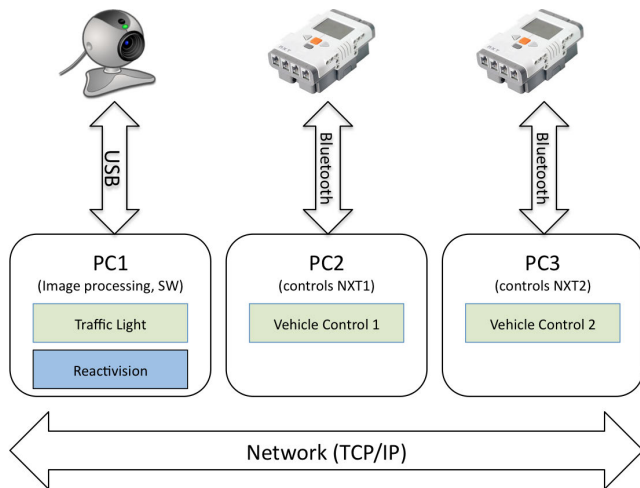 USB
Bluetooth
Bluetooth
PC1
(Image processing, SW)
Traffic Light
Reactivision
PC2
(controls NXT1)
Vehicle Control 1
PC3
(controls NXT2)
Vehicle Control 2
Network (TCP/IP)